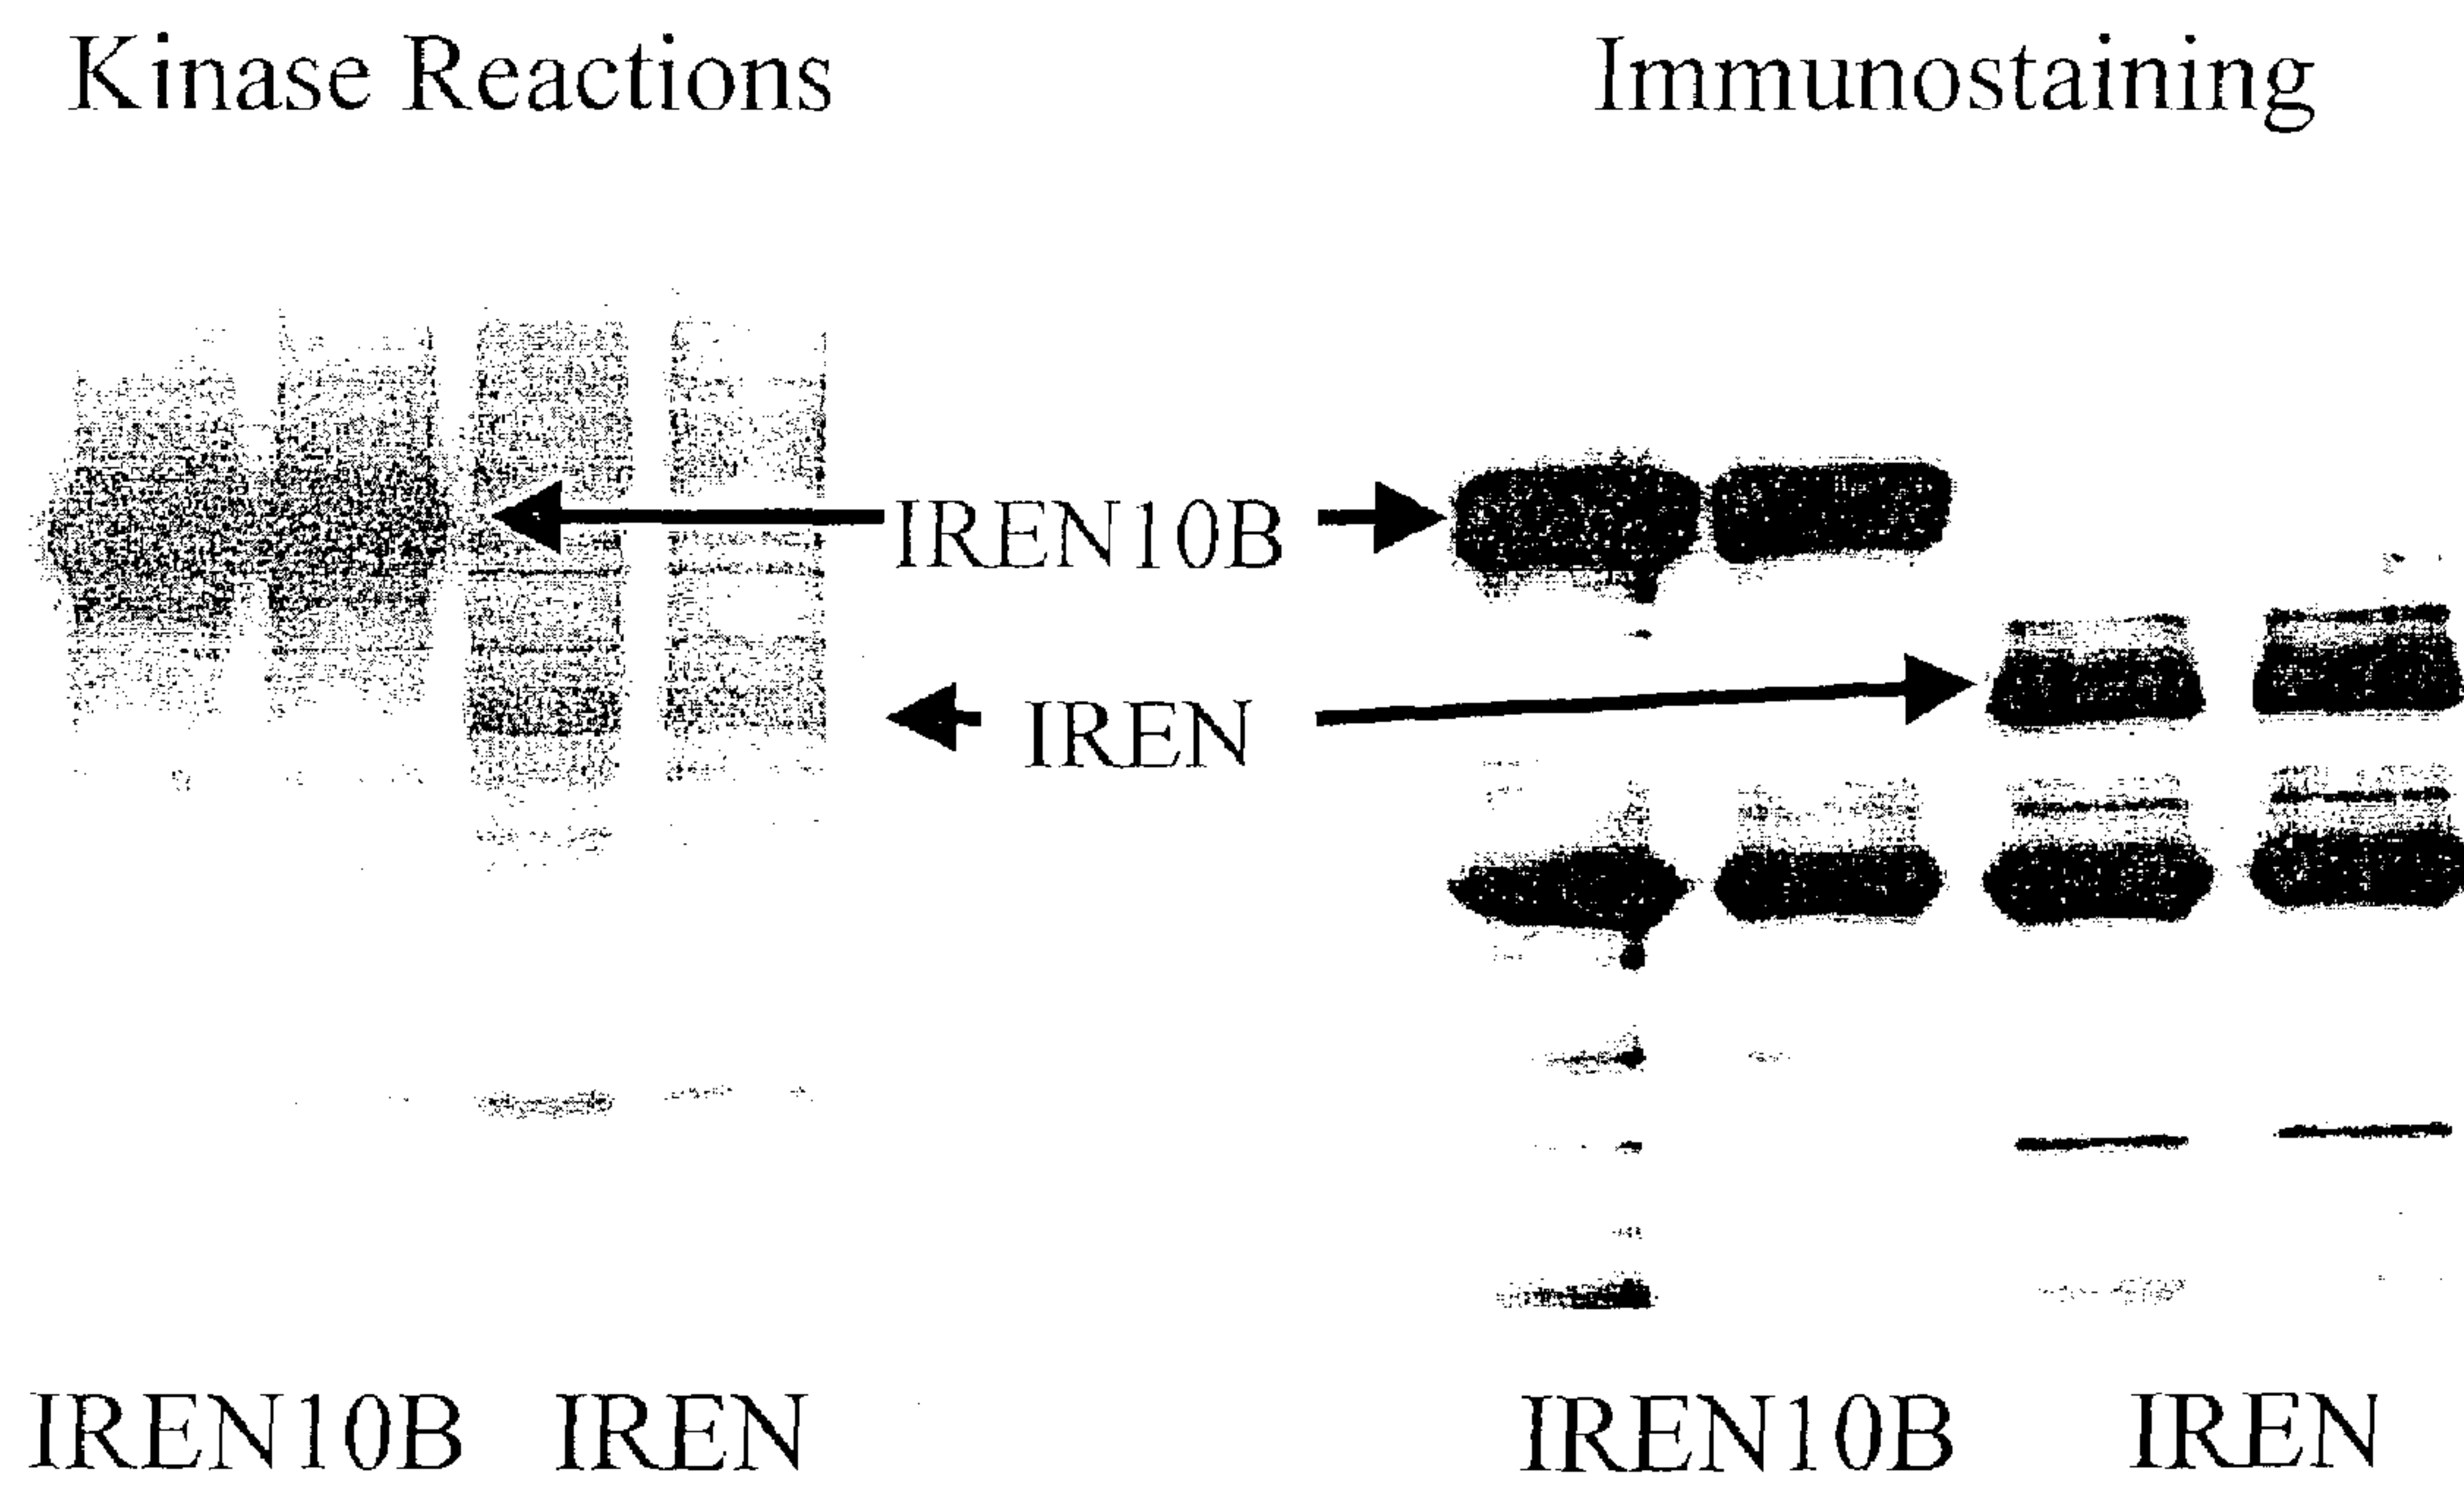 Kinase Reactions
Immunostaining
IREN10B
IREN
IREN10B IREN
IREN10B IREN